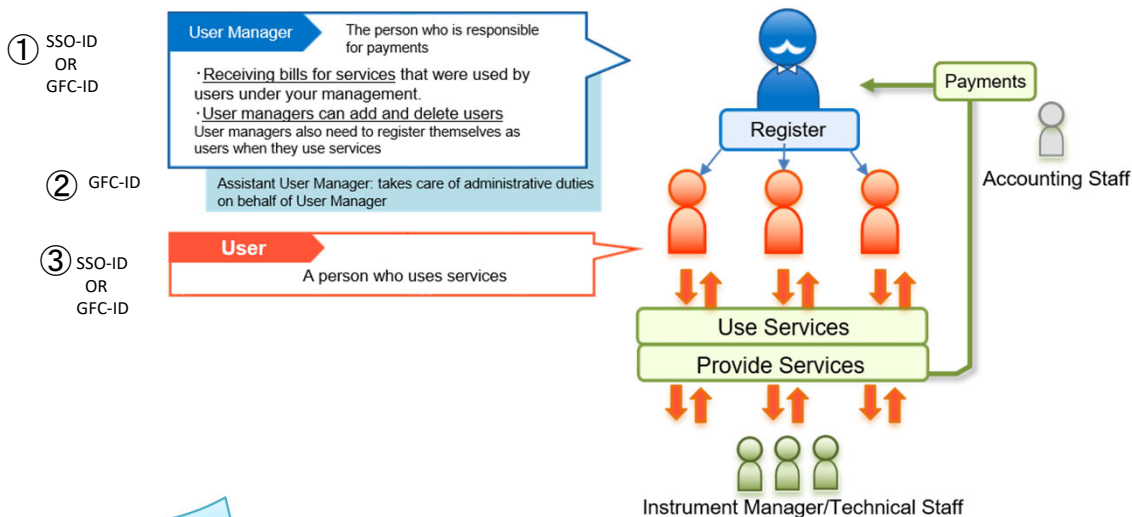 ①
SSO-ID
OR
GFC-ID
User Manager
The person who is responsible
for payments
・Receiving bills for services that were used by
users under your management.
・User managers can add and delete users
User managers also need to register themselves as
users when they use services
②
GFC-ID
Assistant User Manager: takes care of administrative duties
on behalf of User Manager
③
SSO-ID
OR
GFC-ID
User
A person who uses services
Register
Payments
Accounting Staff
Use Services
Provide Services
Instrument Manager/Technical Staff